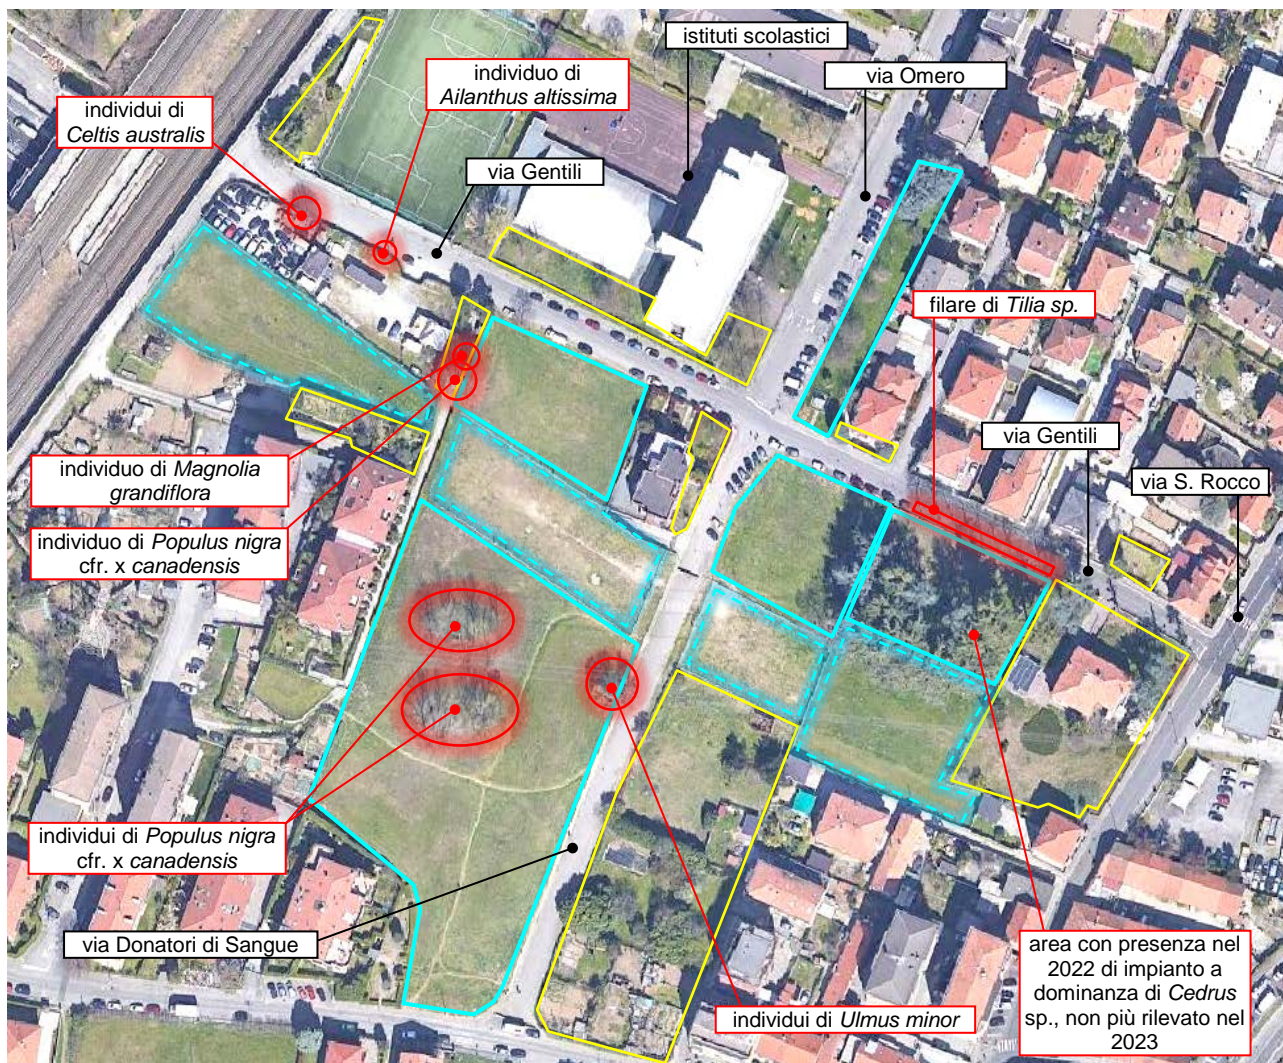 istituti scolastici
individuo di
Ailanthus altissima
via Omero
individui di
Celtis australis
via Gentili
filare di Tilia sp.
via Gentili
via S. Rocco
individuo di Magnolia
grandiflora
individuo di Populus nigra
cfr. x canadensis
individui di Populus nigra
cfr. x canadensis
via Donatori di Sangue
individui di Ulmus minor
area con presenza nel
2022 di impianto a
dominanza di Cedrus
sp., non più rilevato nel
2023